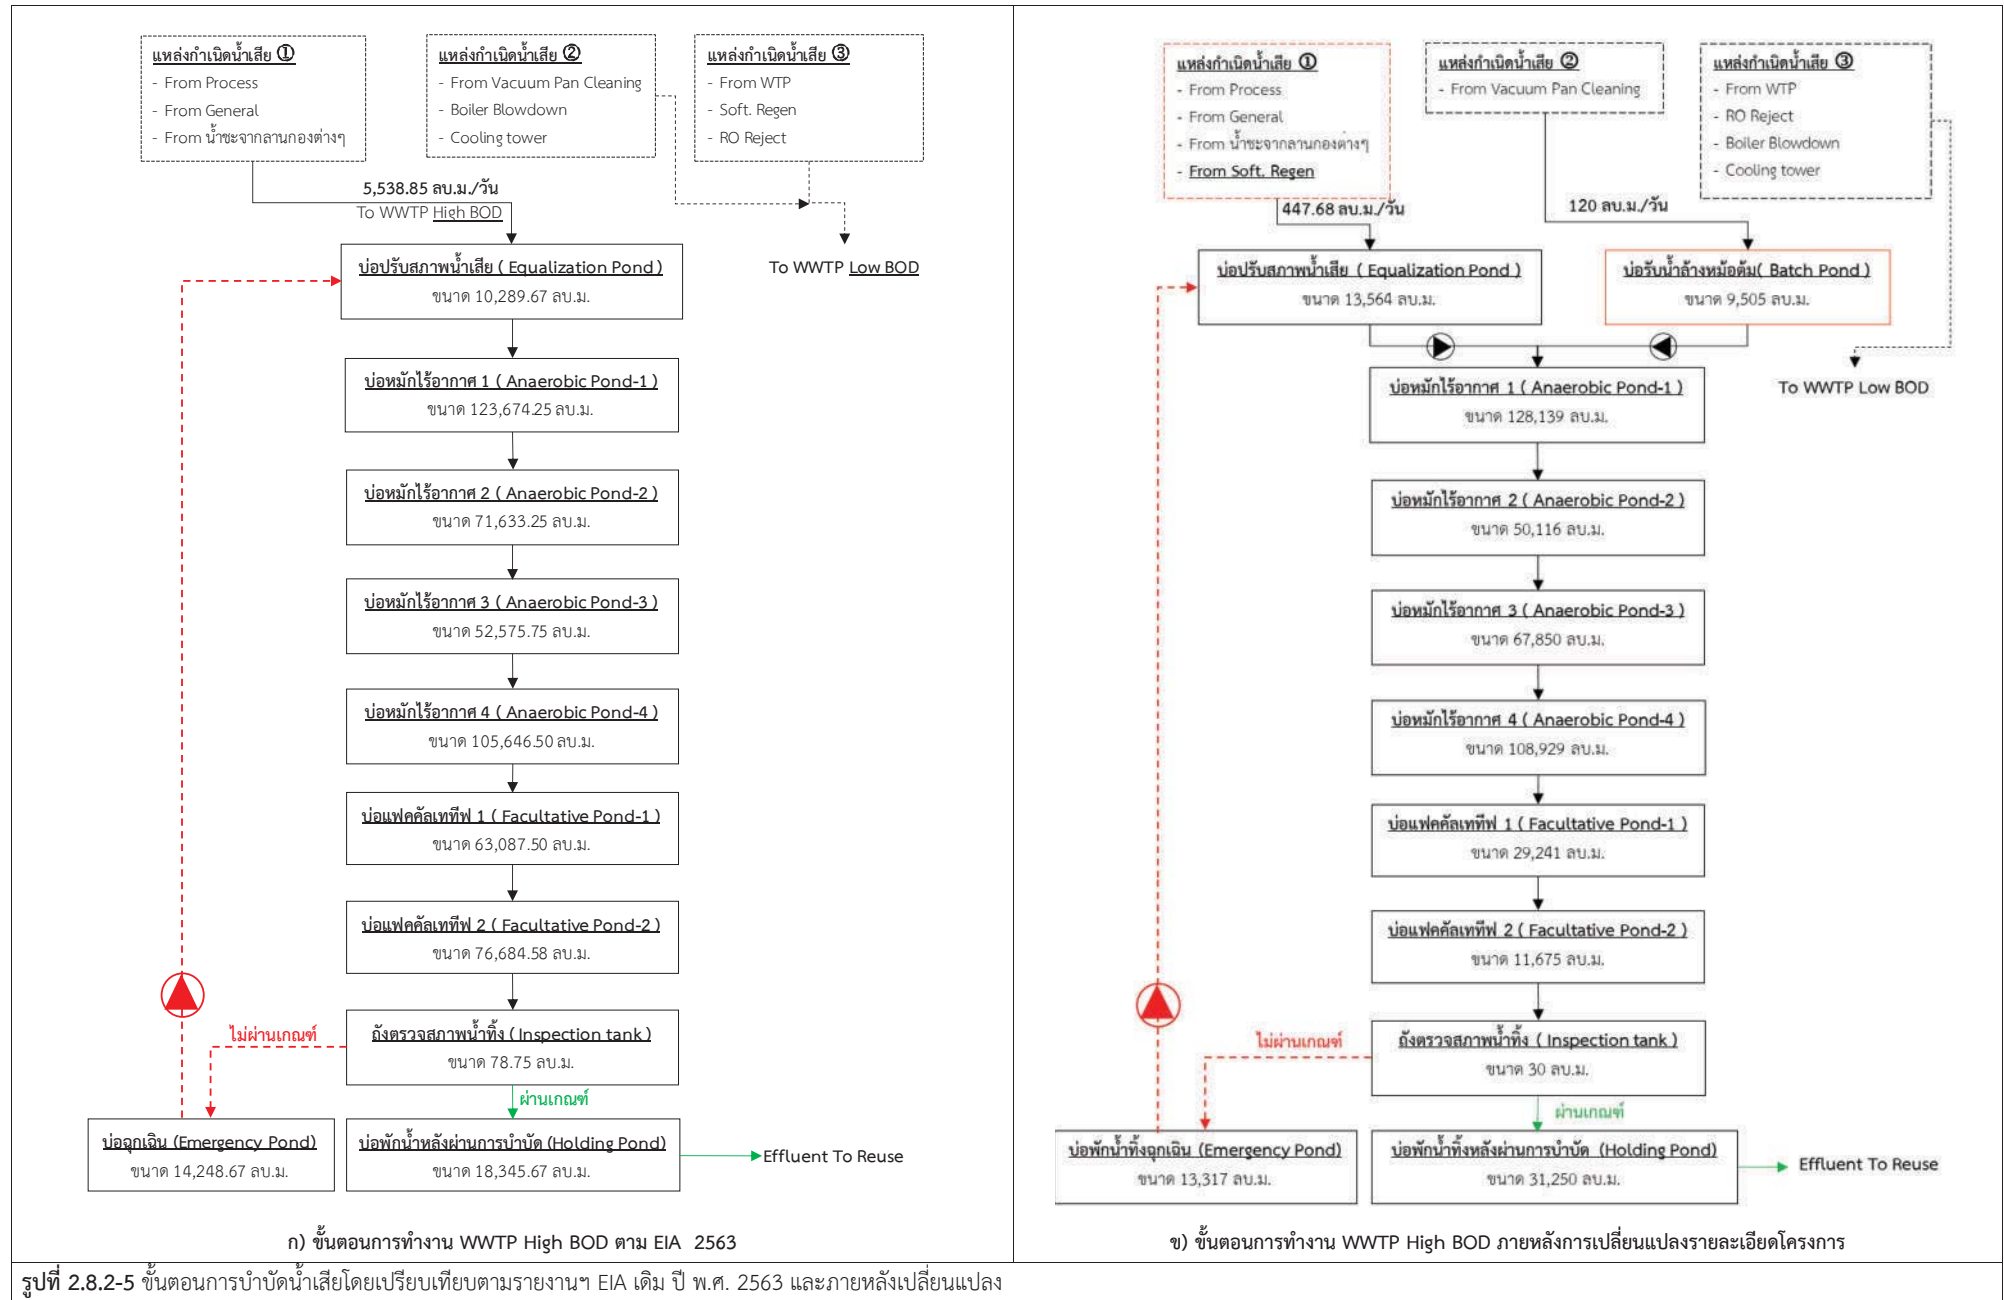 แหล่งกำเนิดน้ำเสีย ①
- From Process
- From General
- From น้ำชะจากลานกองต่างๆ
แหล่งกำเนิดน้ำเสีย ②
- From Vacuum Pan Cleaning
- Boiler Blowdown
- Cooling tower
แหล่งกำเนิดน้ำเสีย ③
- From WTP
- Soft. Regen
- RO Reject
5,538.85 ลบ.ม./วัน
To WWTP High BOD
To WWTP Low BOD
บ่อปรับสภาพน้ำเสีย ( Equalization Pond )
ขนาด 10,289.67 ลบ.ม.
บ่อหมักไร้อากาศ 1 ( Anaerobic Pond-1 )
ขนาด 123,674.25 ลบ.ม.
บ่อหมักไร้อากาศ 2 ( Anaerobic Pond-2 )
ขนาด 71,633.25 ลบ.ม.
บ่อหมักไร้อากาศ 3 ( Anaerobic Pond-3 )
ขนาด 52,575.75 ลบ.ม.
บ่อหมักไร้อากาศ 4 ( Anaerobic Pond-4 )
ขนาด 105,646.50 ลบ.ม.
บ่อแฟคคัลเททีฟ 1 ( Facultative Pond-1 )
ขนาด 63,087.50 ลบ.ม.
บ่อแฟคคัลเททีฟ 2 ( Facultative Pond-2 )
ขนาด 76,684.58 ลบ.ม.
ถังตรวจสภาพน้ำทิ้ง ( Inspection tank )
ขนาด 78.75 ลบ.ม.
ไม่ผ่านเกณฑ์
ผ่านเกณฑ์
บ่อฉุกเฉิน (Emergency Pond)
ขนาด 14,248.67 ลบ.ม.
บ่อพักน้ำหลังผ่านการบำบัด (Holding Pond)
ขนาด 18,345.67 ลบ.ม.
Effluent To Reuse
ก) ขั้นตอนการทำงาน WWTP High BOD ตาม EIA 2563
แหล่งกำเนิดน้ำเสีย ①
- From Process
- From General
- From น้ำชะจากลานกองต่างๆ
- From Soft. Regen
แหล่งกำเนิดน้ำเสีย ②
- From Vacuum Pan Cleaning
แหล่งกำเนิดน้ำเสีย ③
- From WTP
- RO Reject
- Boiler Blowdown
- Cooling tower
447.68 ลบ.ม./วัน
120 ลบ.ม./วัน
บ่อปรับสภาพน้ำเสีย ( Equalization Pond )
ขนาด 13,564 ลบ.ม.
บ่อรับน้ำล้างหม้อต้ม( Batch Pond )
ขนาด 9,505 ลบ.ม.
To WWTP Low BOD
บ่อหมักไร้อากาศ 1 ( Anaerobic Pond-1 )
ขนาด 128,139 ลบ.ม.
บ่อหมักไร้อากาศ 2 ( Anaerobic Pond-2 )
ขนาด 50,116 ลบ.ม.
บ่อหมักไร้อากาศ 3 ( Anaerobic Pond-3 )
ขนาด 67,850 ลบ.ม.
บ่อหมักไร้อากาศ 4 ( Anaerobic Pond-4 )
ขนาด 108,929 ลบ.ม.
บ่อแฟคคัลเททีฟ 1 ( Facultative Pond-1 )
ขนาด 29,241 ลบ.ม.
บ่อแฟคคัลเททีฟ 2 ( Facultative Pond-2 )
ขนาด 11,675 ลบ.ม.
ถังตรวจสภาพน้ำทิ้ง ( Inspection tank )
ขนาด 30 ลบ.ม.
ไม่ผ่านเกณฑ์
ผ่านเกณฑ์
บ่อพักน้ำทิ้งฉุกเฉิน (Emergency Pond)
ขนาด 13,317 ลบ.ม.
บ่อพักน้ำทิ้งหลังผ่านการบำบัด (Holding Pond)
ขนาด 31,250 ลบ.ม.
Effluent To Reuse
ข) ขั้นตอนการทำงาน WWTP High BOD ภายหลังการเปลี่ยนแปลงรายละเอียดโครงการ
รูปที่ 2.8.2-5 ขั้นตอนการบำบัดน้ำเสียโดยเปรียบเทียบตามรายงานฯ EIA เดิม ปี พ.ศ. 2563 และภายหลังเปลี่ยนแปลง